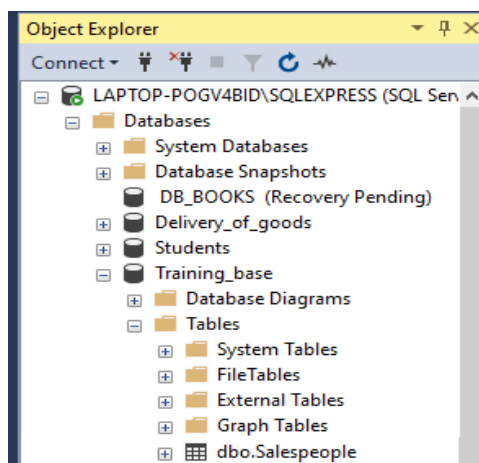 Object Explorer
Connect
LAPTOP-POGV4BID\SQLEXPRESS (SQL Ser
Databases
System Databases
Database Snapshots
DB_BOOKS (Recovery Pending)
Delivery_of_goods
Students
Training_base
Database Diagrams
Tables
System Tables
FileTables
External Tables
Graph Tables
dbo.Salespeople